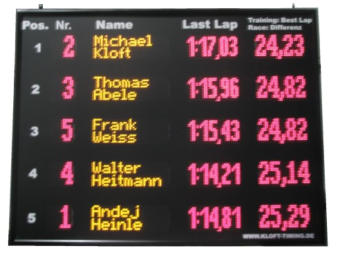 Pos. Nr. Name Last Lap Training: Best Lap
Race: Differenz
1 2 Michael Kloft 1:17,03 24,23
2 3 Thomas Abele 1:15,96 24,82
3 5 Frank Weiss 1:15,43 24,82
4 4 Walter Heitmann 1:14,21 25,14
5 1 Andej Heinle 1:14,81 25,29
WWW.KLOFT-TIMING.DE